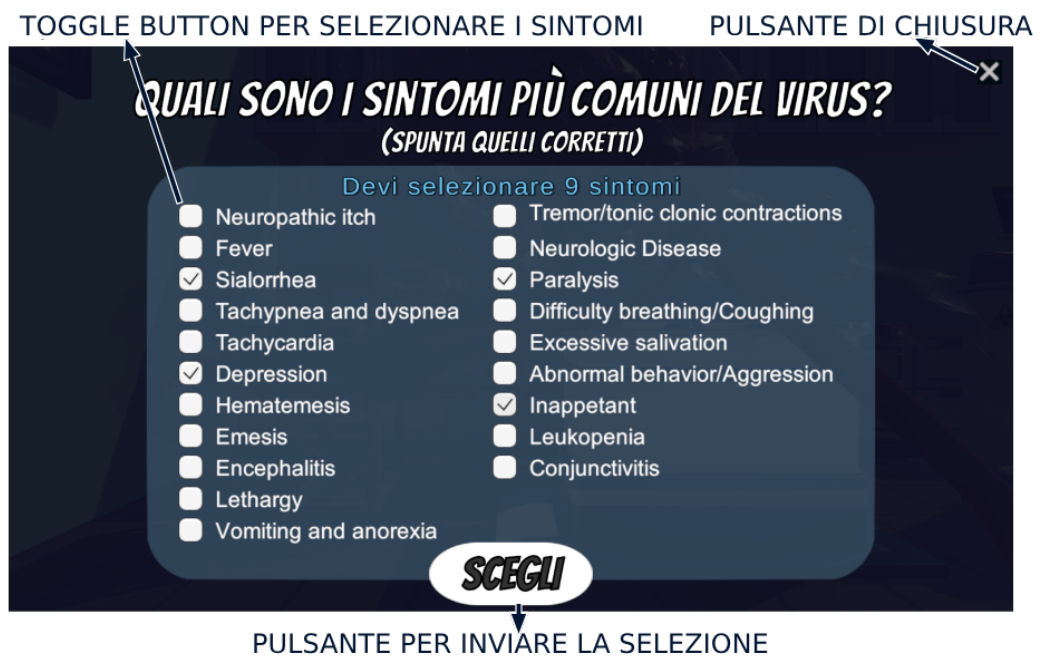 TOGGLE BUTTON PER SELEZIONARE I SINTOMI
PULSANTE DI CHIUSURA
QUALI SONO I SINTOMI PIÙ COMUNI DEL VIRUS?
(SPUNTA QUELLI CORRETTI)
Devi selezionare 9 sintomi
Neuropathic itch
Fever
Sialorrhea
Tachypnea and dyspnea
Tachycardia
Depression
Hematemesis
Emesis
Encephalitis
Lethargy
Vomiting and anorexia
Tremor/tonic clonic contractions
Neurologic Disease
Paralysis
Difficulty breathing/Coughing
Excessive salivation
Abnormal behavior/Aggression
Inappetant
Leukopenia
Conjunctivitis
SCEGLI
PULSANTE PER INVIARE LA SELEZIONE